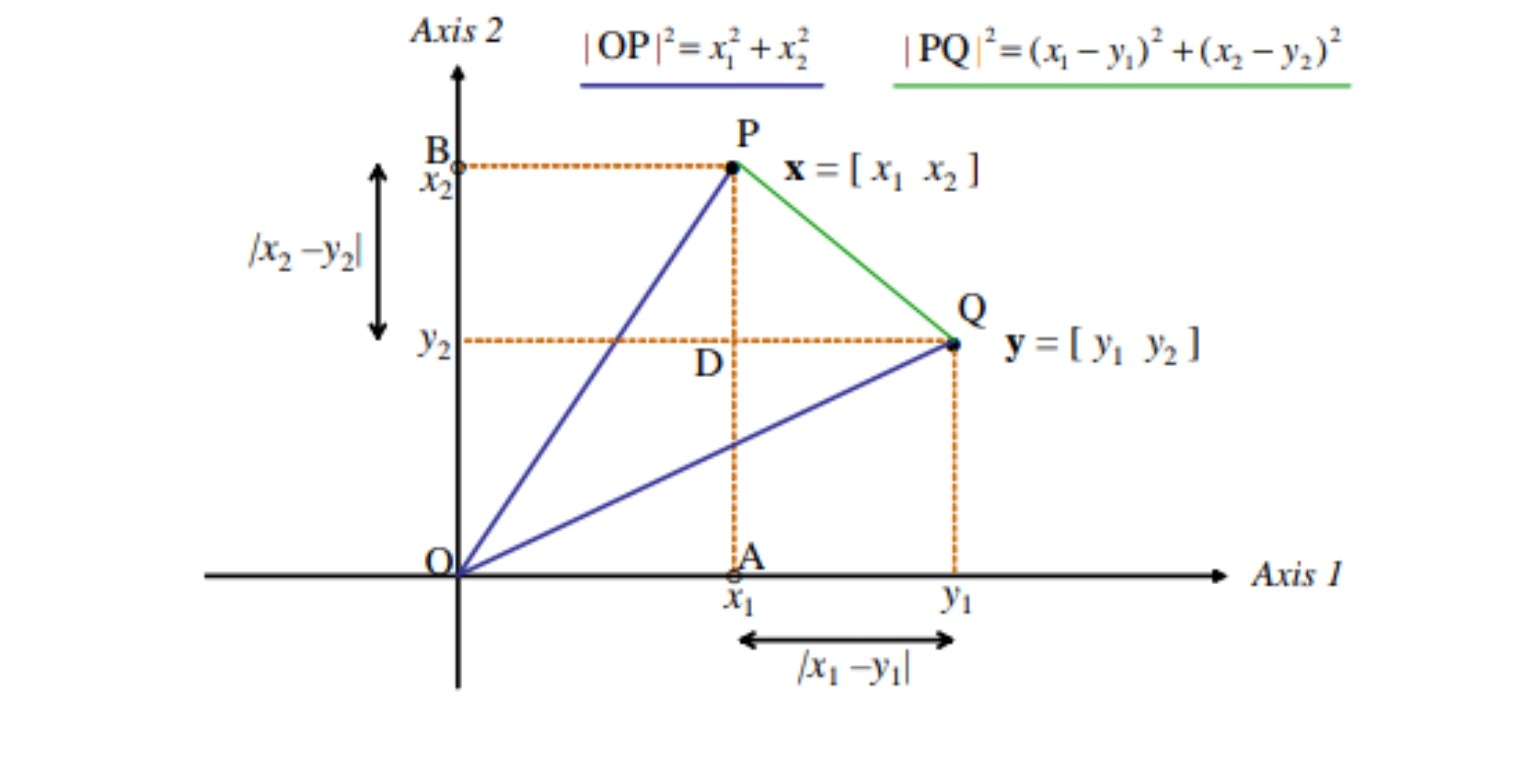 Axis 2
|OP|²= x₁² + x₂²
|PQ|²= (x₁ – y₁)² + (x₂ – y₂)²
P
B
x₂
x = [ x₁ x₂ ]
|x₂ –y₂|
Q
y₂
y = [ y₁ y₂ ]
D
O
A
Axis 1
x₁
y₁
|x₁ –y₁|